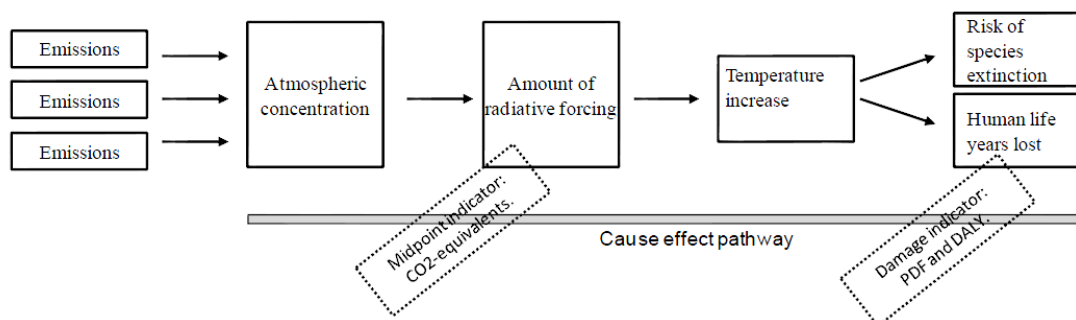 Emissions
Emissions
Emissions
Atmospheric
concentration
Amount of
radiative forcing
Temperature
increase
Risk of
species
extinction
Human life
years lost
Midpoint indicator:
CO2-equivalents.
Damage indicator:
PDF and DALY.
Cause effect pathway